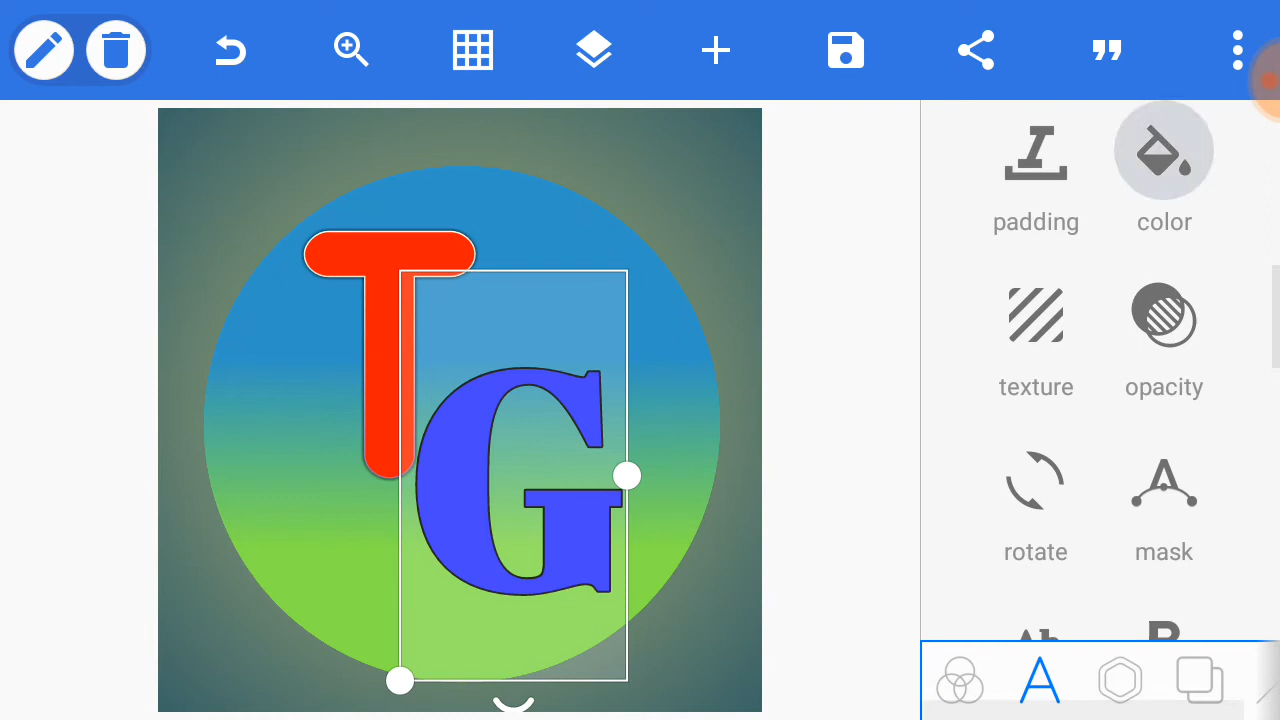 T
G
padding color
texture opacity
rotate mask